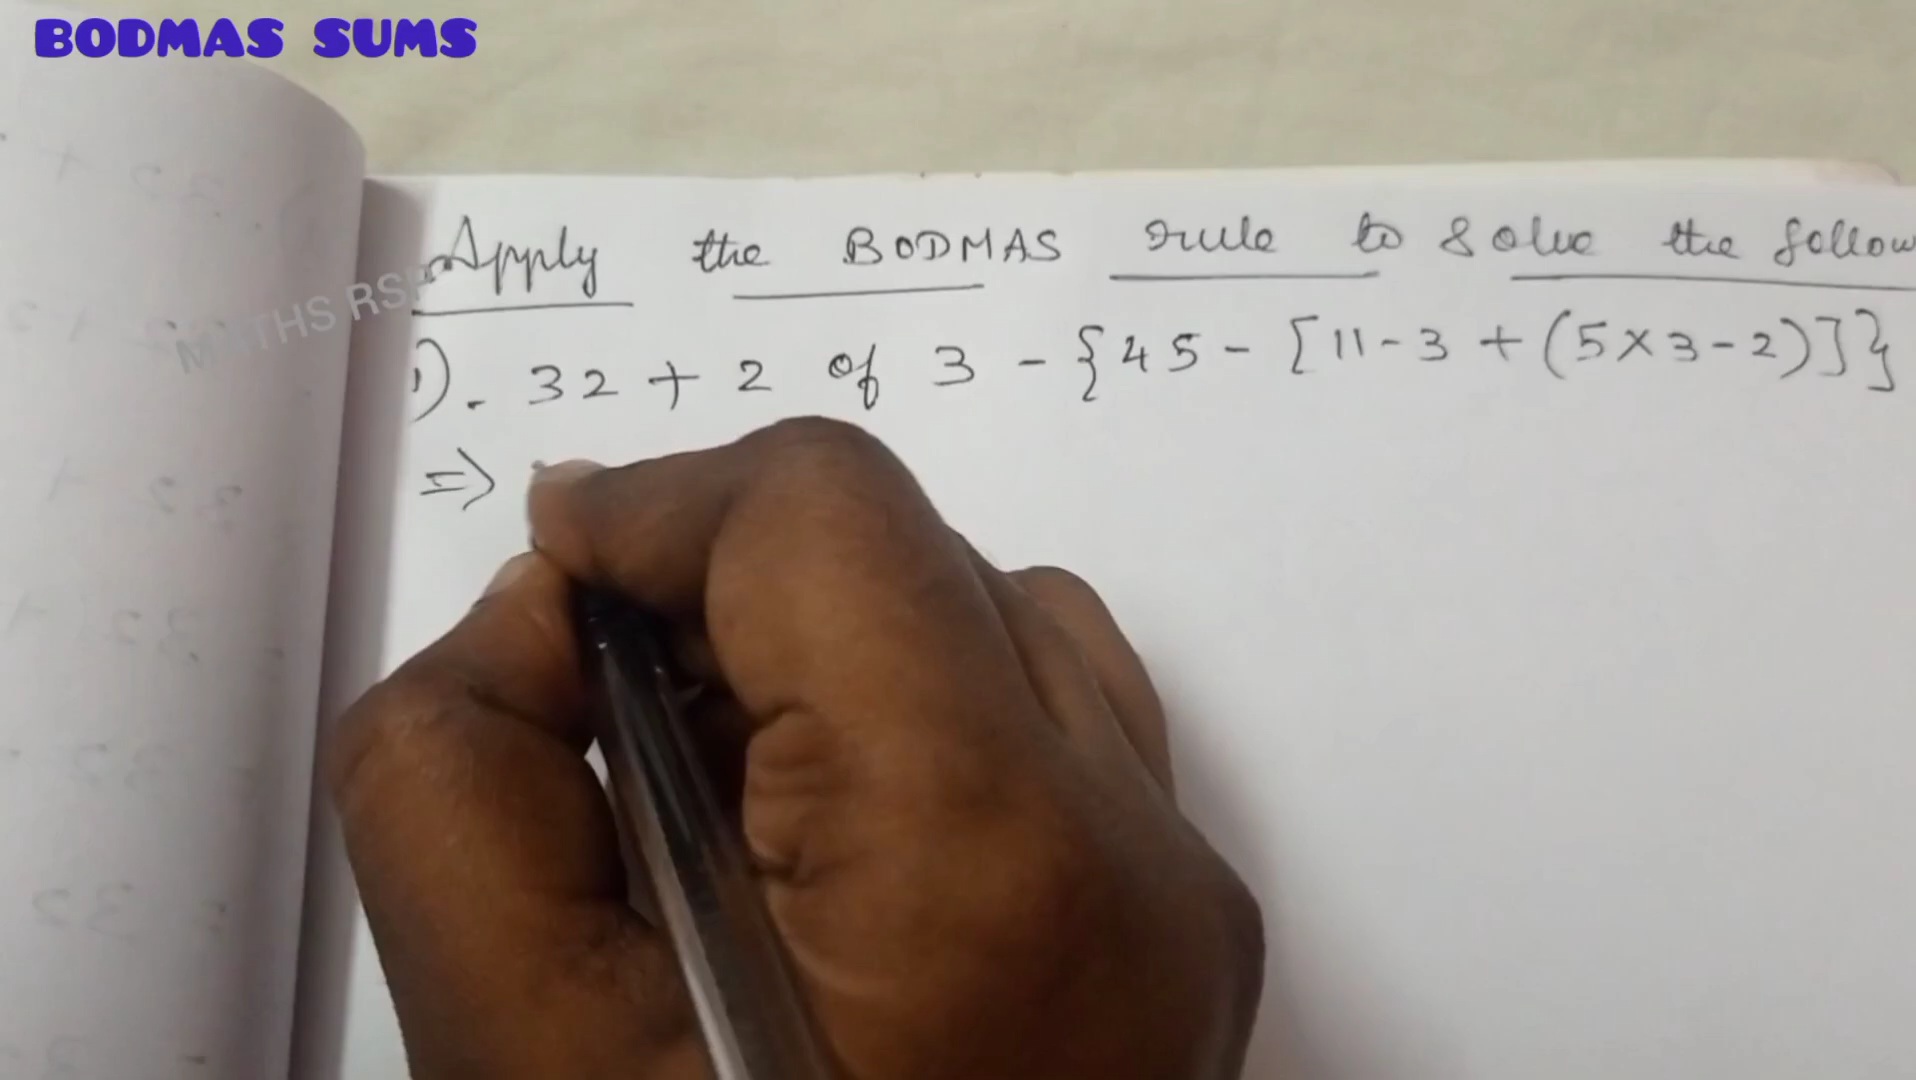 BODMAS SUMS
Apply the BODMAS rule to solve the follow
MATHS RS
1). 32 + 2 of 3 - {45 - [11-3 + (5×3-2)]}
⇒